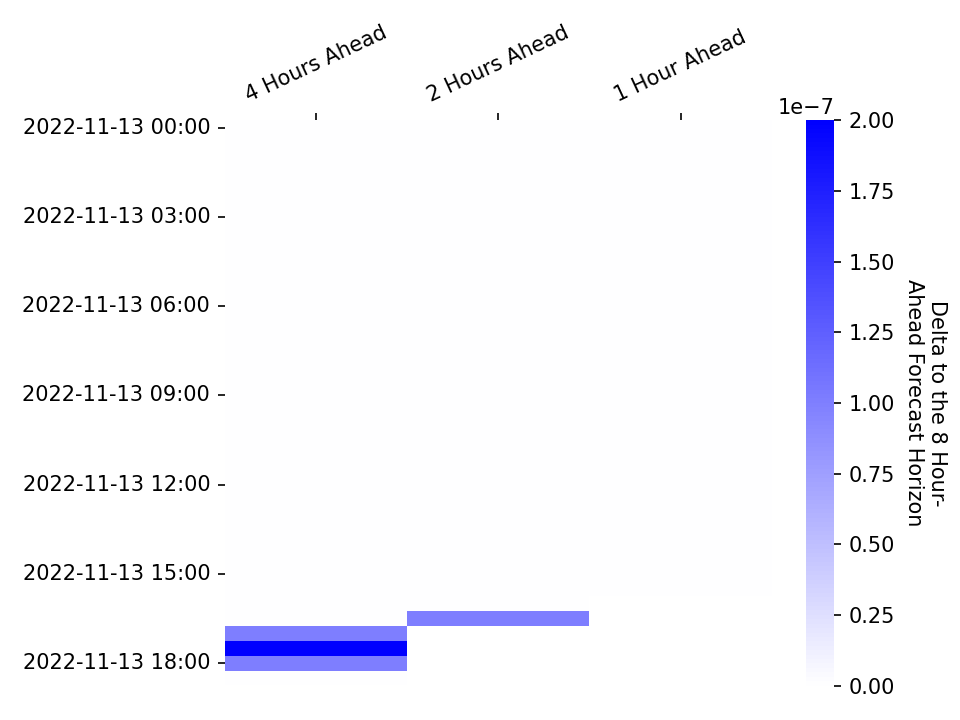 4 Hours Ahead
2 Hours Ahead
1 Hour Ahead
1e−7
2022-11-13 00:00
2022-11-13 03:00
2022-11-13 06:00
2022-11-13 09:00
2022-11-13 12:00
2022-11-13 15:00
2022-11-13 18:00
2.00
1.75
1.50
1.25
1.00
0.75
0.50
0.25
0.00
Delta to the 8 Hour-
Ahead Forecast Horizon